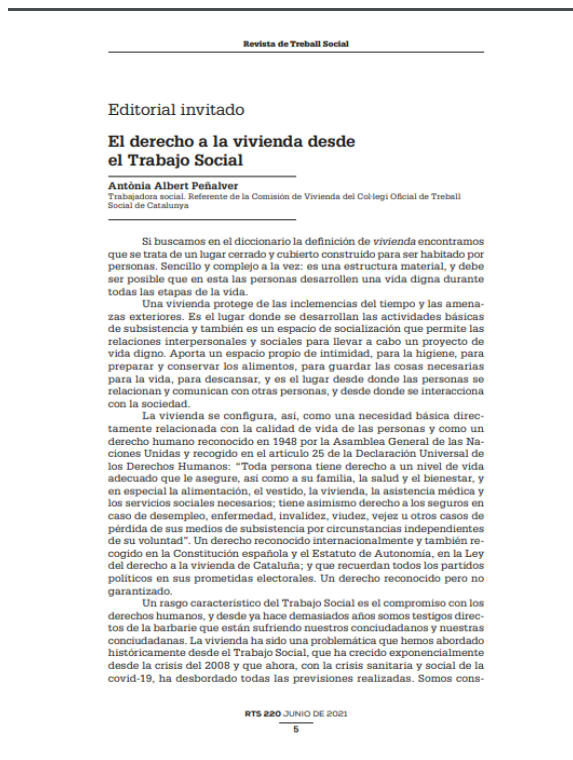 Revista de Treball Social
Editorial invitado
El derecho a la vivienda desde
el Trabajo Social
Antònia Albert Peñalver
Trabajadora social. Referente de la Comisión de Vivienda del Col·legi Oficial de Treball
Social de Catalunya
Si buscamos en el diccionario la definición de vivienda encontramos
que se trata de un lugar cerrado y cubierto construido para ser habitado por
personas. Sencillo y complejo a la vez: es una estructura material, y debe
ser posible que en esta las personas desarrollen una vida digna durante
todas las etapas de la vida.
Una vivienda protege de las inclemencias del tiempo y las amena-
zas exteriores. Es el lugar donde se desarrollan las actividades básicas
de subsistencia y también es un espacio de socialización que permite las
relaciones interpersonales y sociales para llevar a cabo un proyecto de
vida digno. Aporta un espacio propio de intimidad, para la higiene, para
preparar y conservar los alimentos, para guardar las cosas necesarias
para la vida, para descansar, y es el lugar desde donde las personas se
relacionan y comunican con otras personas, y desde donde se interacciona
con la sociedad.
La vivienda se configura, así, como una necesidad básica direc-
tamente relacionada con la calidad de vida de las personas y como un
derecho humano reconocido en 1948 por la Asamblea General de las Na-
ciones Unidas y recogido en el artículo 25 de la Declaración Universal de
los Derechos Humanos: “Toda persona tiene derecho a un nivel de vida
adecuado que le asegure, así como a su familia, la salud y el bienestar, y
en especial la alimentación, el vestido, la vivienda, la asistencia médica y
los servicios sociales necesarios; tiene asimismo derecho a los seguros en
caso de desempleo, enfermedad, invalidez, viudez, vejez u otros casos de
pérdida de sus medios de subsistencia por circunstancias independientes
de su voluntad”. Un derecho reconocido internacionalmente y también re-
cogido en la Constitución española y el Estatuto de Autonomía, en la Ley
del derecho a la vivienda de Cataluña; y que recuerdan todos los partidos
políticos en sus prometidas electorales. Un derecho reconocido pero no
garantizado.
Un rasgo característico del Trabajo Social es el compromiso con los
derechos humanos, y desde ya hace demasiados años somos testigos direc-
tos de la barbarie que están sufriendo nuestros conciudadanos y nuestras
conciudadanas. La vivienda ha sido una problemática que hemos abordado
históricamente desde el Trabajo Social, que ha crecido exponencialmente
desde la crisis del 2008 y que ahora, con la crisis sanitaria y social de la
covid-19, ha desbordado todas las previsiones realizadas. Somos cons-
RTS 220 JUNIO DE 2021
5